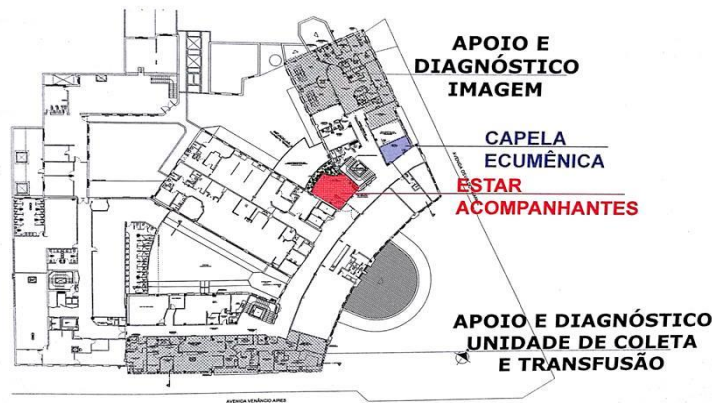 APOIO E
DIAGNÓSTICO
IMAGEM
CAPELA
ECUMÊNICA
ESTAR
ACOMPANHANTES
APOIO E DIAGNÓSTICO
UNIDADE DE COLETA
E TRANSFUSÃO
AVENIDA VENÂNCIO AIRES